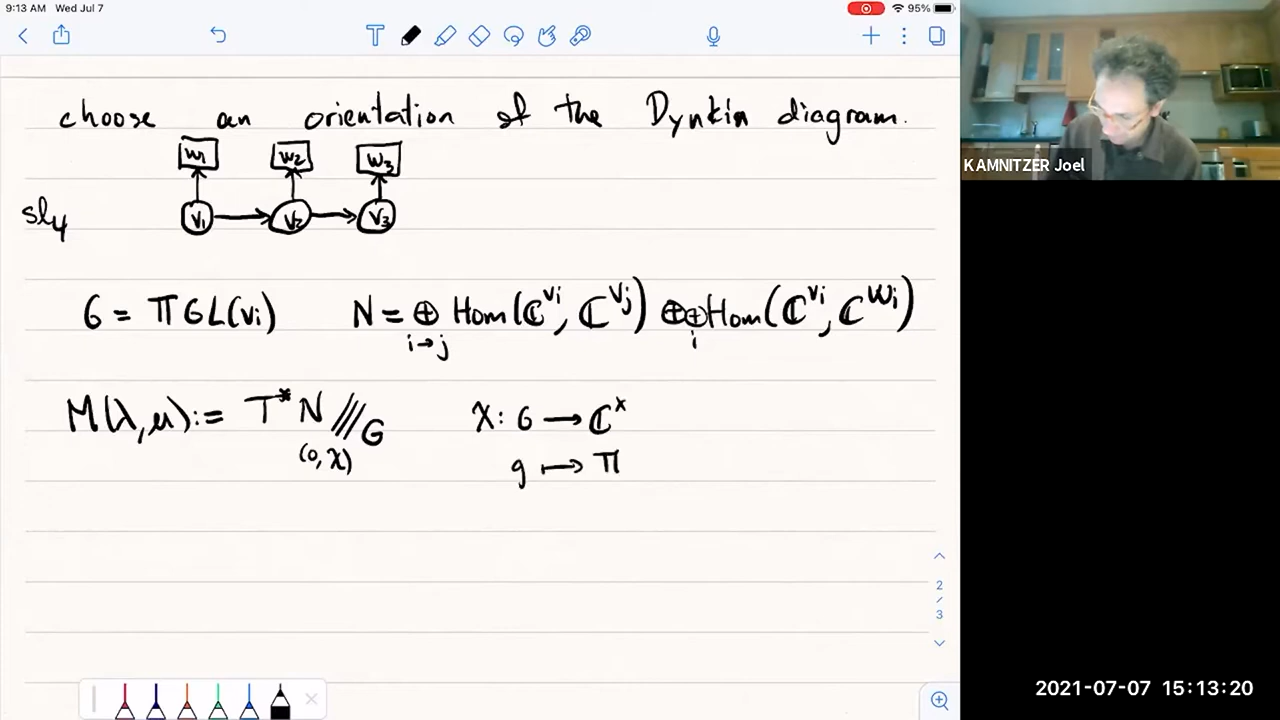 9:13 AM Wed Jul 7
95%
choose an orientation of the Dynkin diagram.
W1 W2 W3
sl4 V1 → V2 → V3
G = ΠGL(Vi) N = ⊕ Hom(ℂ^Vi, ℂ^Vj) ⊕⊕Hom(ℂ^Vi, ℂ^Wi)
i→j i
M(λ,μ) := T*N///G χ: G → ℂ^×
(0,χ) g ↦ Π
2
/
3
KAMNITZER Joel
2021-07-07 15:13:20